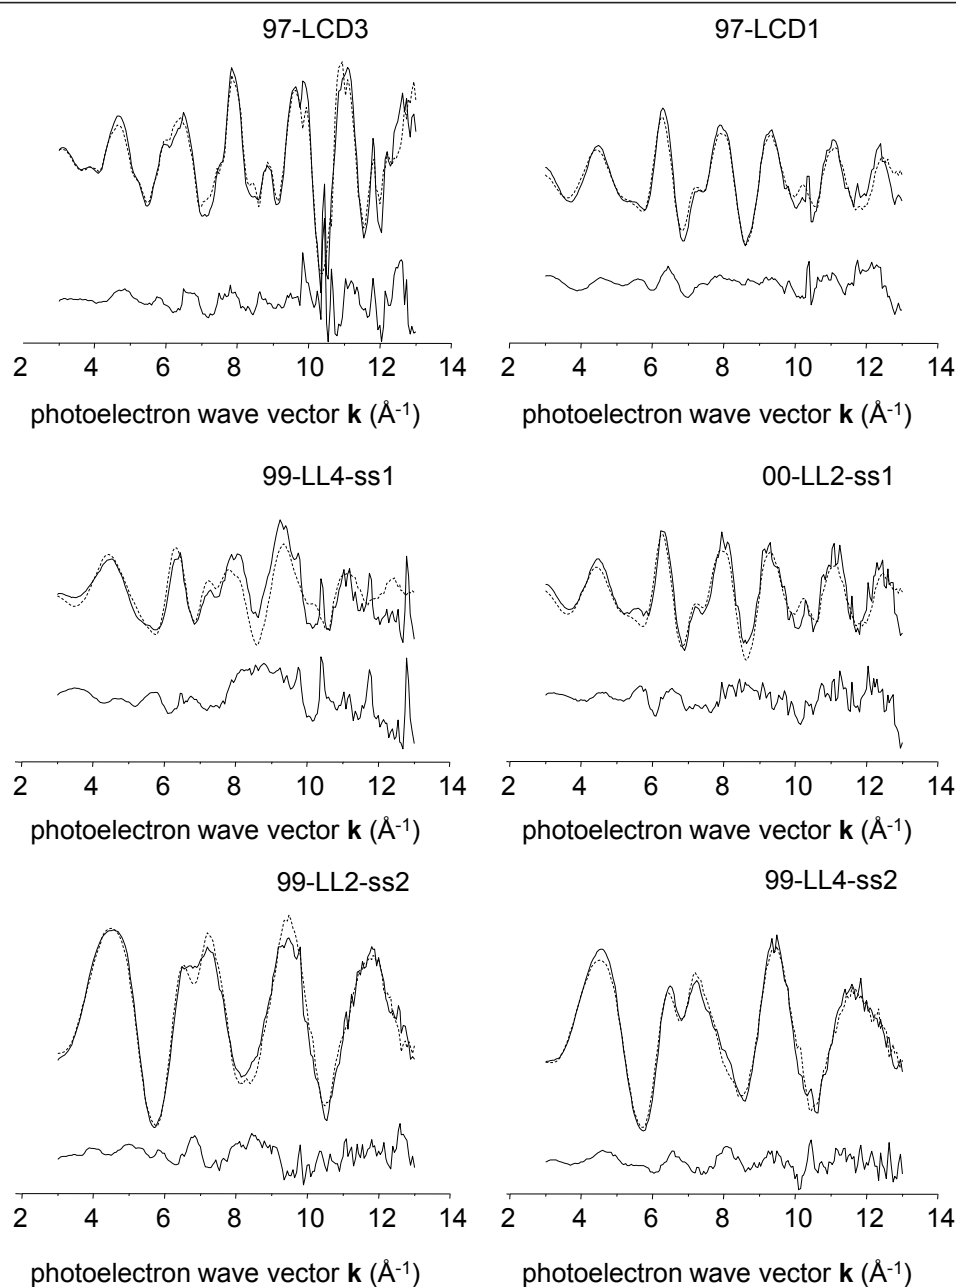 97-LCD3
97-LCD1
2 4 6 8 10 12 14
2 4 6 8 10 12 14
photoelectron wave vector k (Å-1)
photoelectron wave vector k (Å-1)
99-LL4-ss1
00-LL2-ss1
2 4 6 8 10 12 14
2 4 6 8 10 12 14
photoelectron wave vector k (Å-1)
photoelectron wave vector k (Å-1)
99-LL2-ss2
99-LL4-ss2
2 4 6 8 10 12 14
2 4 6 8 10 12 14
photoelectron wave vector k (Å-1)
photoelectron wave vector k (Å-1)